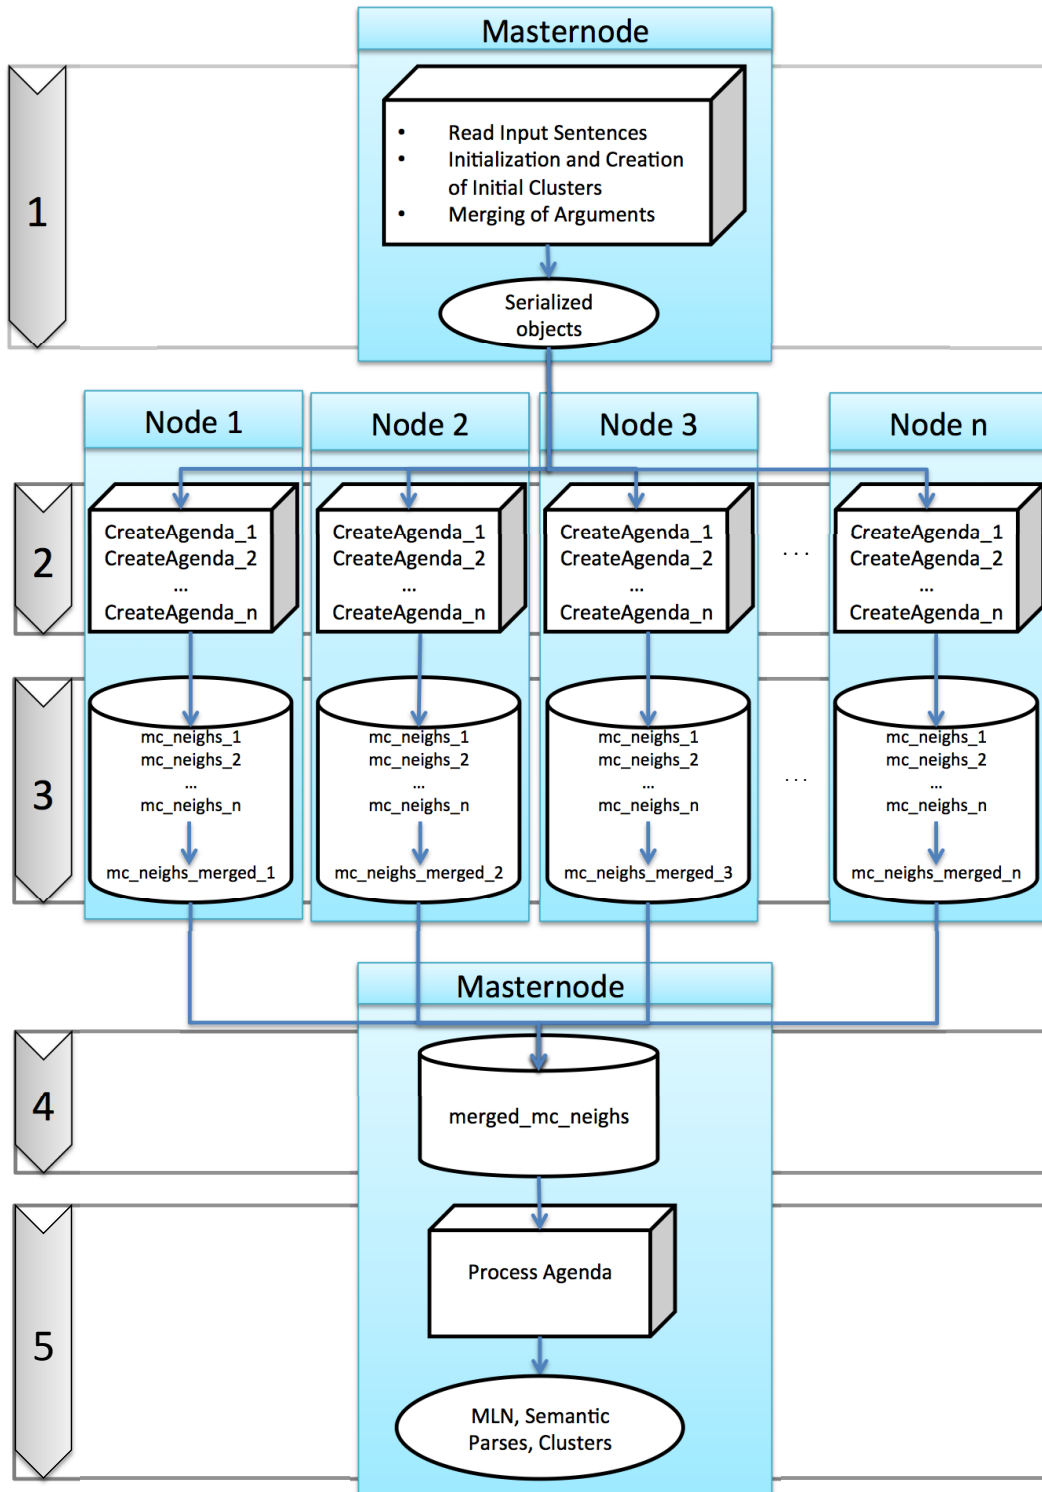 Masternode
1
• Read Input Sentences
• Initialization and Creation
of Initial Clusters
• Merging of Arguments
Serialized
objects
Node 1
Node 2
Node 3
Node n
2
CreateAgenda_1
CreateAgenda_2
...
CreateAgenda_n
CreateAgenda_1
CreateAgenda_2
...
CreateAgenda_n
CreateAgenda_1
CreateAgenda_2
...
CreateAgenda_n
...
CreateAgenda_1
CreateAgenda_2
...
CreateAgenda_n
3
mc_neighs_1
mc_neighs_2
...
mc_neighs_n
mc_neighs_merged_1
mc_neighs_1
mc_neighs_2
...
mc_neighs_n
mc_neighs_merged_2
mc_neighs_1
mc_neighs_2
...
mc_neighs_n
mc_neighs_merged_3
...
mc_neighs_1
mc_neighs_2
...
mc_neighs_n
mc_neighs_merged_n
Masternode
4
merged_mc_neighs
5
Process Agenda
MLN, Semantic
Parses, Clusters